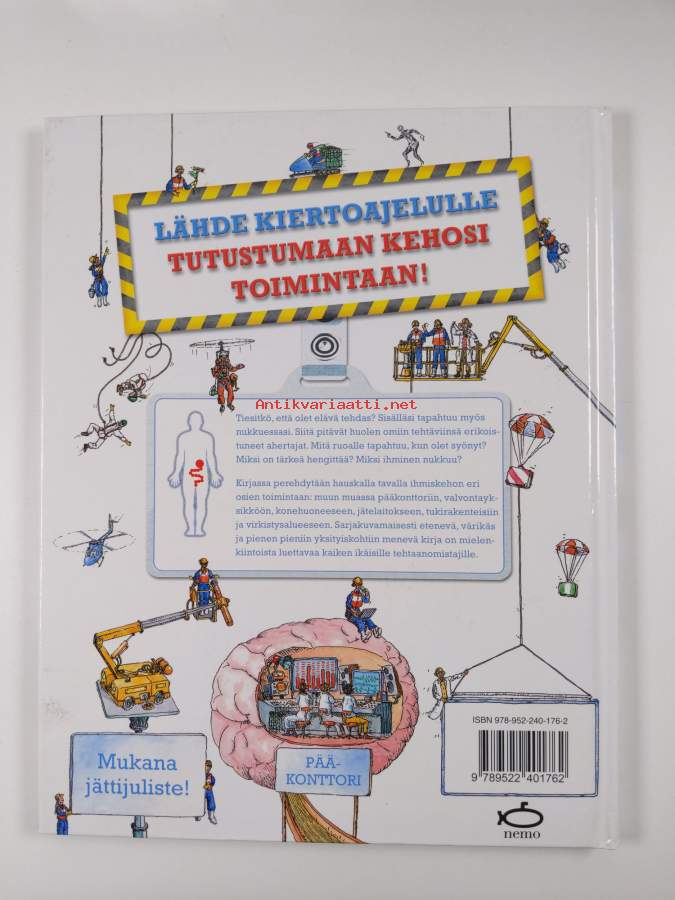 LÄHDE KIERTOAJELULLE
TUTUSTUMAAN KEHOSI
TOIMINTAAN!
Antikvariaatti.net
Tiesitkö, että olet elävä tehdas? Sisälläsi tapahtuu myös
nukkuessasi. Siitä pitävät huolen omiin tehtäviinsä erikois-
tuneet ahertajat. Mitä ruoalle tapahtuu, kun olet syönyt?
Miksi on tärkeä hengittää? Miksi ihminen nukkuu?
Kirjassa perehdytään hauskalla tavalla ihmiskehon eri
osien toimintaan: muun muassa pääkonttoriin, valvontayk-
sikköön, konehuoneeseen, jätelaitokseen, tukirakenteisiin
ja virkistysalueeseen. Sarjakuvamaisesti etenevä, värikäs
ja pienen pieniin yksityiskohtiin menevä kirja on mielen-
kiintoista luettavaa kaiken ikäisille tehtaanomistajille.
Mukana
jättijuliste!
PÄÄ-
KONTTORI
ISBN 978-952-240-176-2
9 789522 401762
nemo